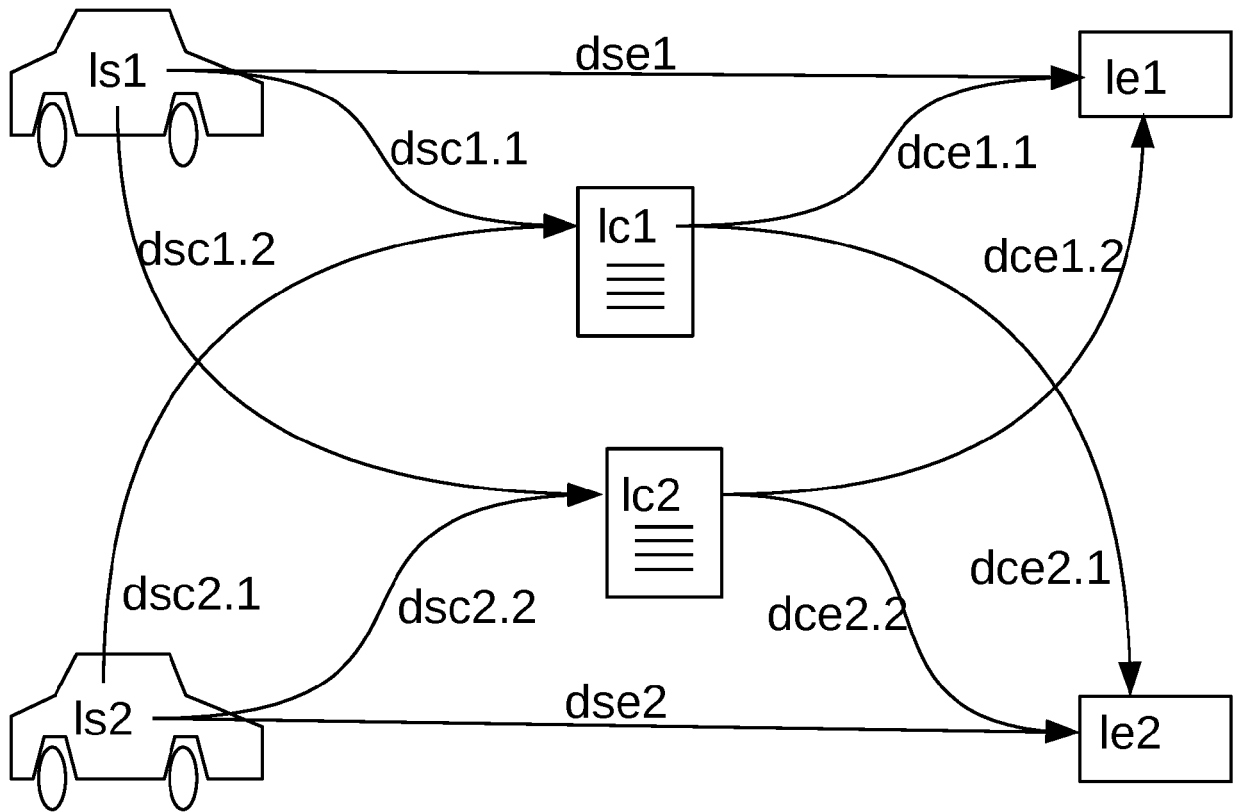 dse1
ls1
le1
dsc1.1
dce1.1
lc1
dsc1.2
dce1.2
lc2
dce2.1
dsc2.1
dsc2.2
dce2.2
dse2
ls2
le2